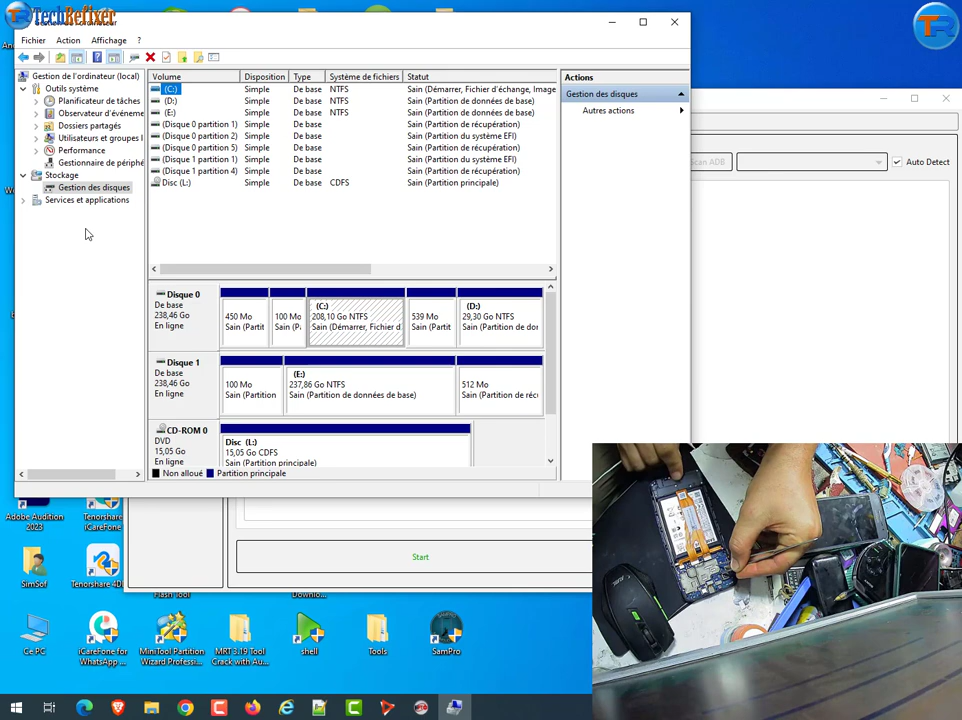 TechRefixer
TR
Fichier Action Affichage ?
Gestion de l'ordinateur (local)
Outils système
Planificateur de tâches
Observateur d'événeme
Dossiers partagés
Utilisateurs et groupes l
Performance
Gestionnaire de périphé
Stockage
Gestion des disques
Services et applications
Volume Disposition Type Système de fichiers Statut
(C:) Simple De base NTFS Sain (Démarrer, Fichier d'échange, Image
(D:) Simple De base NTFS Sain (Partition de données de base)
(E:) Simple De base NTFS Sain (Partition de données de base)
(Disque 0 partition 1) Simple De base Sain (Partition de récupération)
(Disque 0 partition 2) Simple De base Sain (Partition du système EFI)
(Disque 0 partition 5) Simple De base Sain (Partition de récupération)
(Disque 1 partition 1) Simple De base Sain (Partition du système EFI)
(Disque 1 partition 4) Simple De base Sain (Partition de récupération)
Disc (L:) Simple De base CDFS Sain (Partition principale)
Actions
Gestion des disques
Autres actions
can ADB
Auto Detect
Disque 0
De base
238,46 Go
En ligne
450 Mo
Sain (Partit
100 Mo
Sain (P
(C:)
208,10 Go NTFS
Sain (Démarrer, Fichier d
539 Mo
Sain (Partit
(D:)
29,30 Go NTFS
Sain (Partition de dor
Disque 1
De base
238,46 Go
En ligne
100 Mo
Sain (Partition
(E:)
237,86 Go NTFS
Sain (Partition de données de base)
512 Mo
Sain (Partition de réc
CD-ROM 0
DVD
15,05 Go
En ligne
Disc (L:)
15,05 Go CDFS
Sain (Partition principale)
Non alloué Partition principale
Start
Adobe Audition 2023
Tenorshare iCareFone
SimSof
Tenorshare 4D
Flash Tool
Downlo...
Ce PC
iCareFone for WhatsApp ...
MiniTool Partition Wizard Professi...
MRT 3.19 Tool Crack with Au...
shell
Tools
SamPro